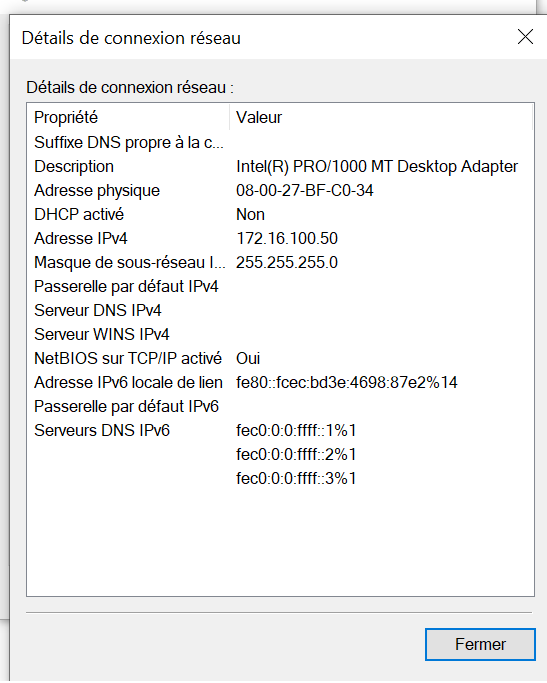 Détails de connexion réseau
Détails de connexion réseau :
Propriété Valeur
Suffixe DNS propre à la c...
Description Intel(R) PRO/1000 MT Desktop Adapter
Adresse physique 08-00-27-BF-C0-34
DHCP activé Non
Adresse IPv4 172.16.100.50
Masque de sous-réseau I... 255.255.255.0
Passerelle par défaut IPv4
Serveur DNS IPv4
Serveur WINS IPv4
NetBIOS sur TCP/IP activé Oui
Adresse IPv6 locale de lien fe80::fcec:bd3e:4698:87e2%14
Passerelle par défaut IPv6
Serveurs DNS IPv6 fec0:0:0:ffff::1%1
fec0:0:0:ffff::2%1
fec0:0:0:ffff::3%1
Fermer